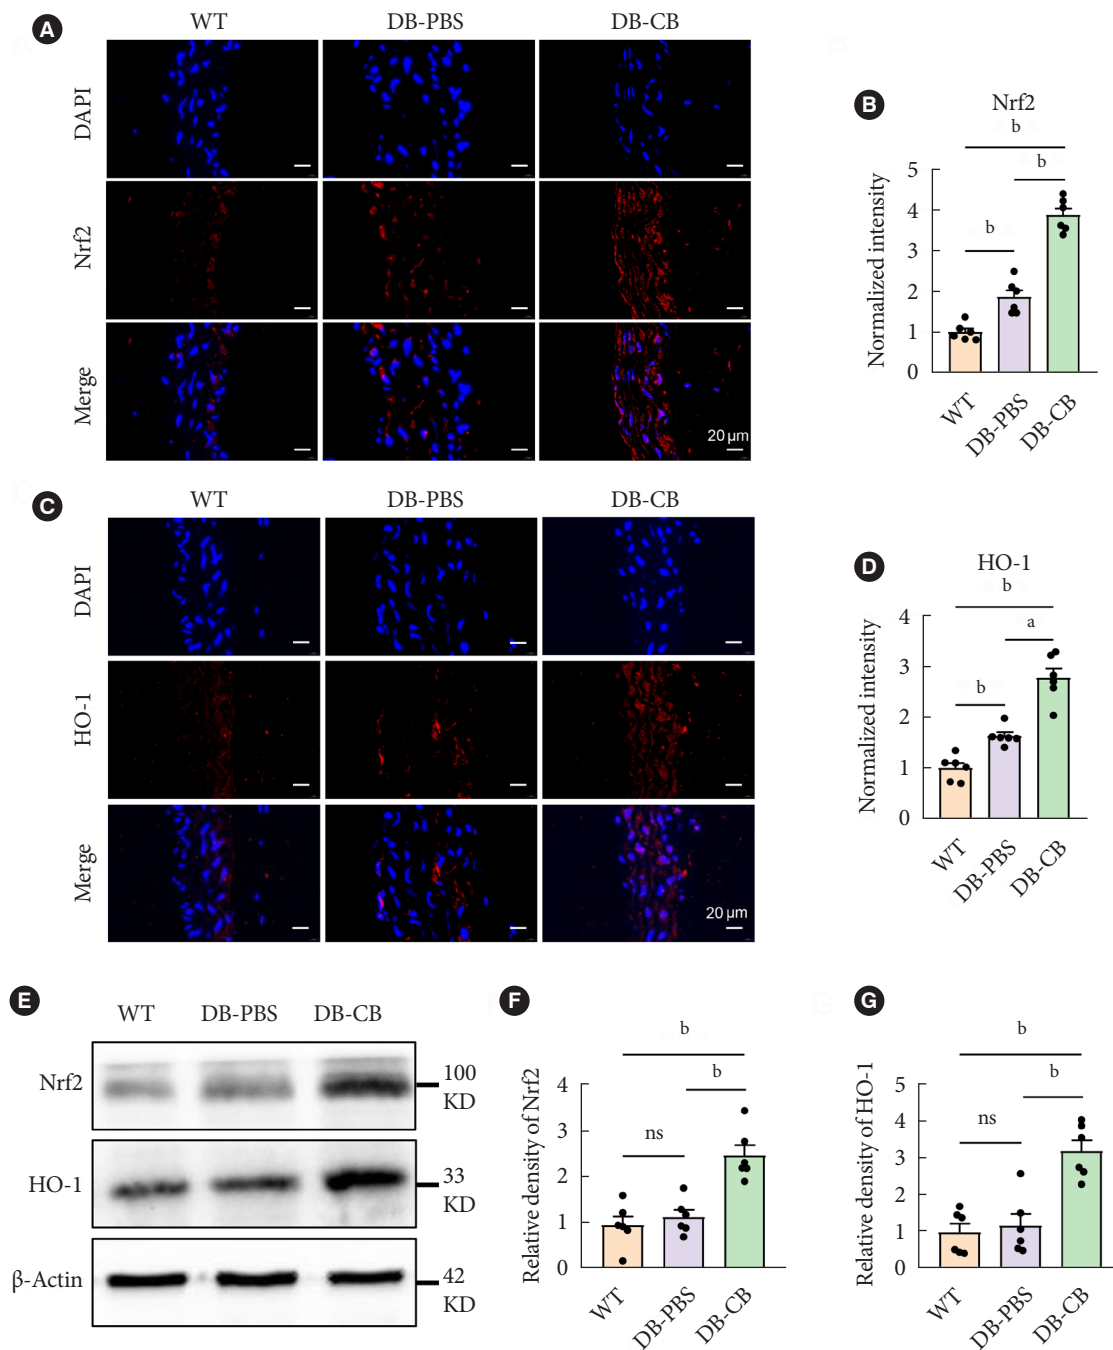 A
WT
DB-PBS
DB-CB
DAPI
Nrf2
Merge
20 µm
B
Nrf2
b
b
b
Normalized intensity
5
4
3
2
1
0
WT
DB-PBS
DB-CB
C
WT
DB-PBS
DB-CB
DAPI
HO-1
Merge
20 µm
D
HO-1
b
a
b
Normalized intensity
4
3
2
1
0
WT
DB-PBS
DB-CB
E
WT
DB-PBS
DB-CB
Nrf2
100
KD
HO-1
33
KD
β-Actin
42
KD
F
b
b
ns
Relative density of Nrf2
4
3
2
1
0
WT
DB-PBS
DB-CB
G
b
b
ns
Relative density of HO-1
5
4
3
2
1
0
WT
DB-PBS
DB-CB